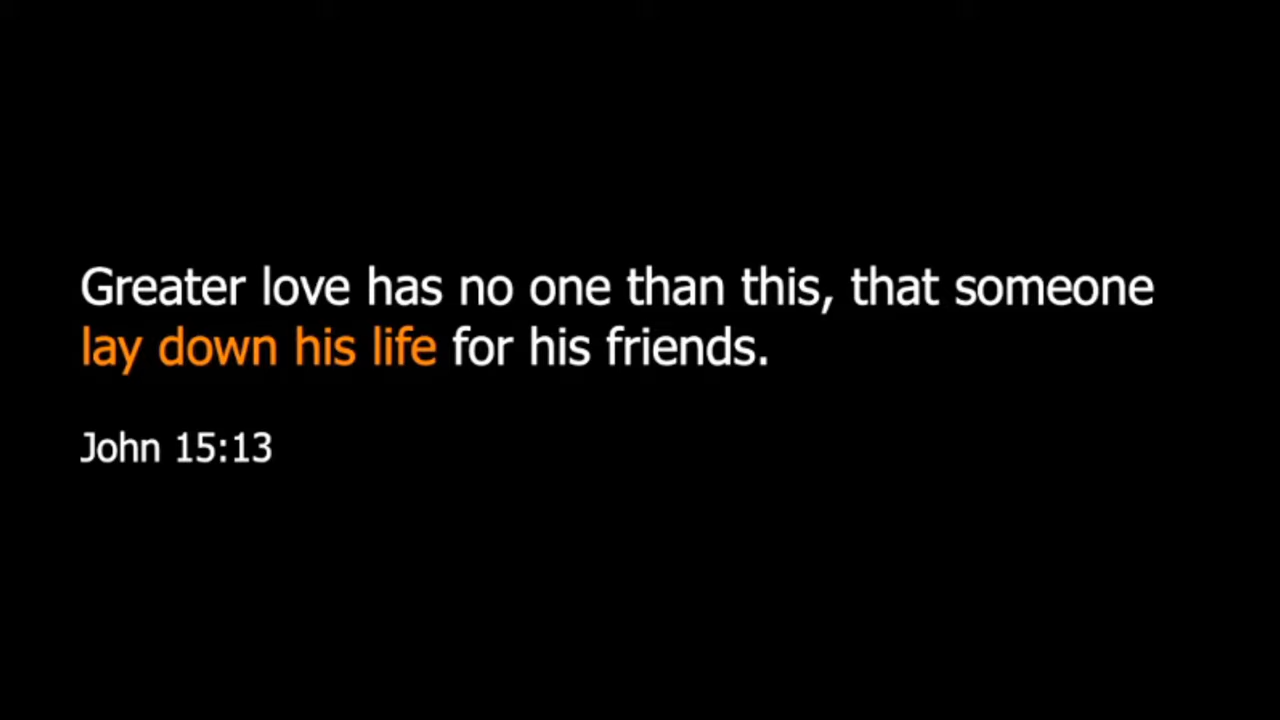 Greater love has no one than this, that someone
lay down his life for his friends.
John 15:13